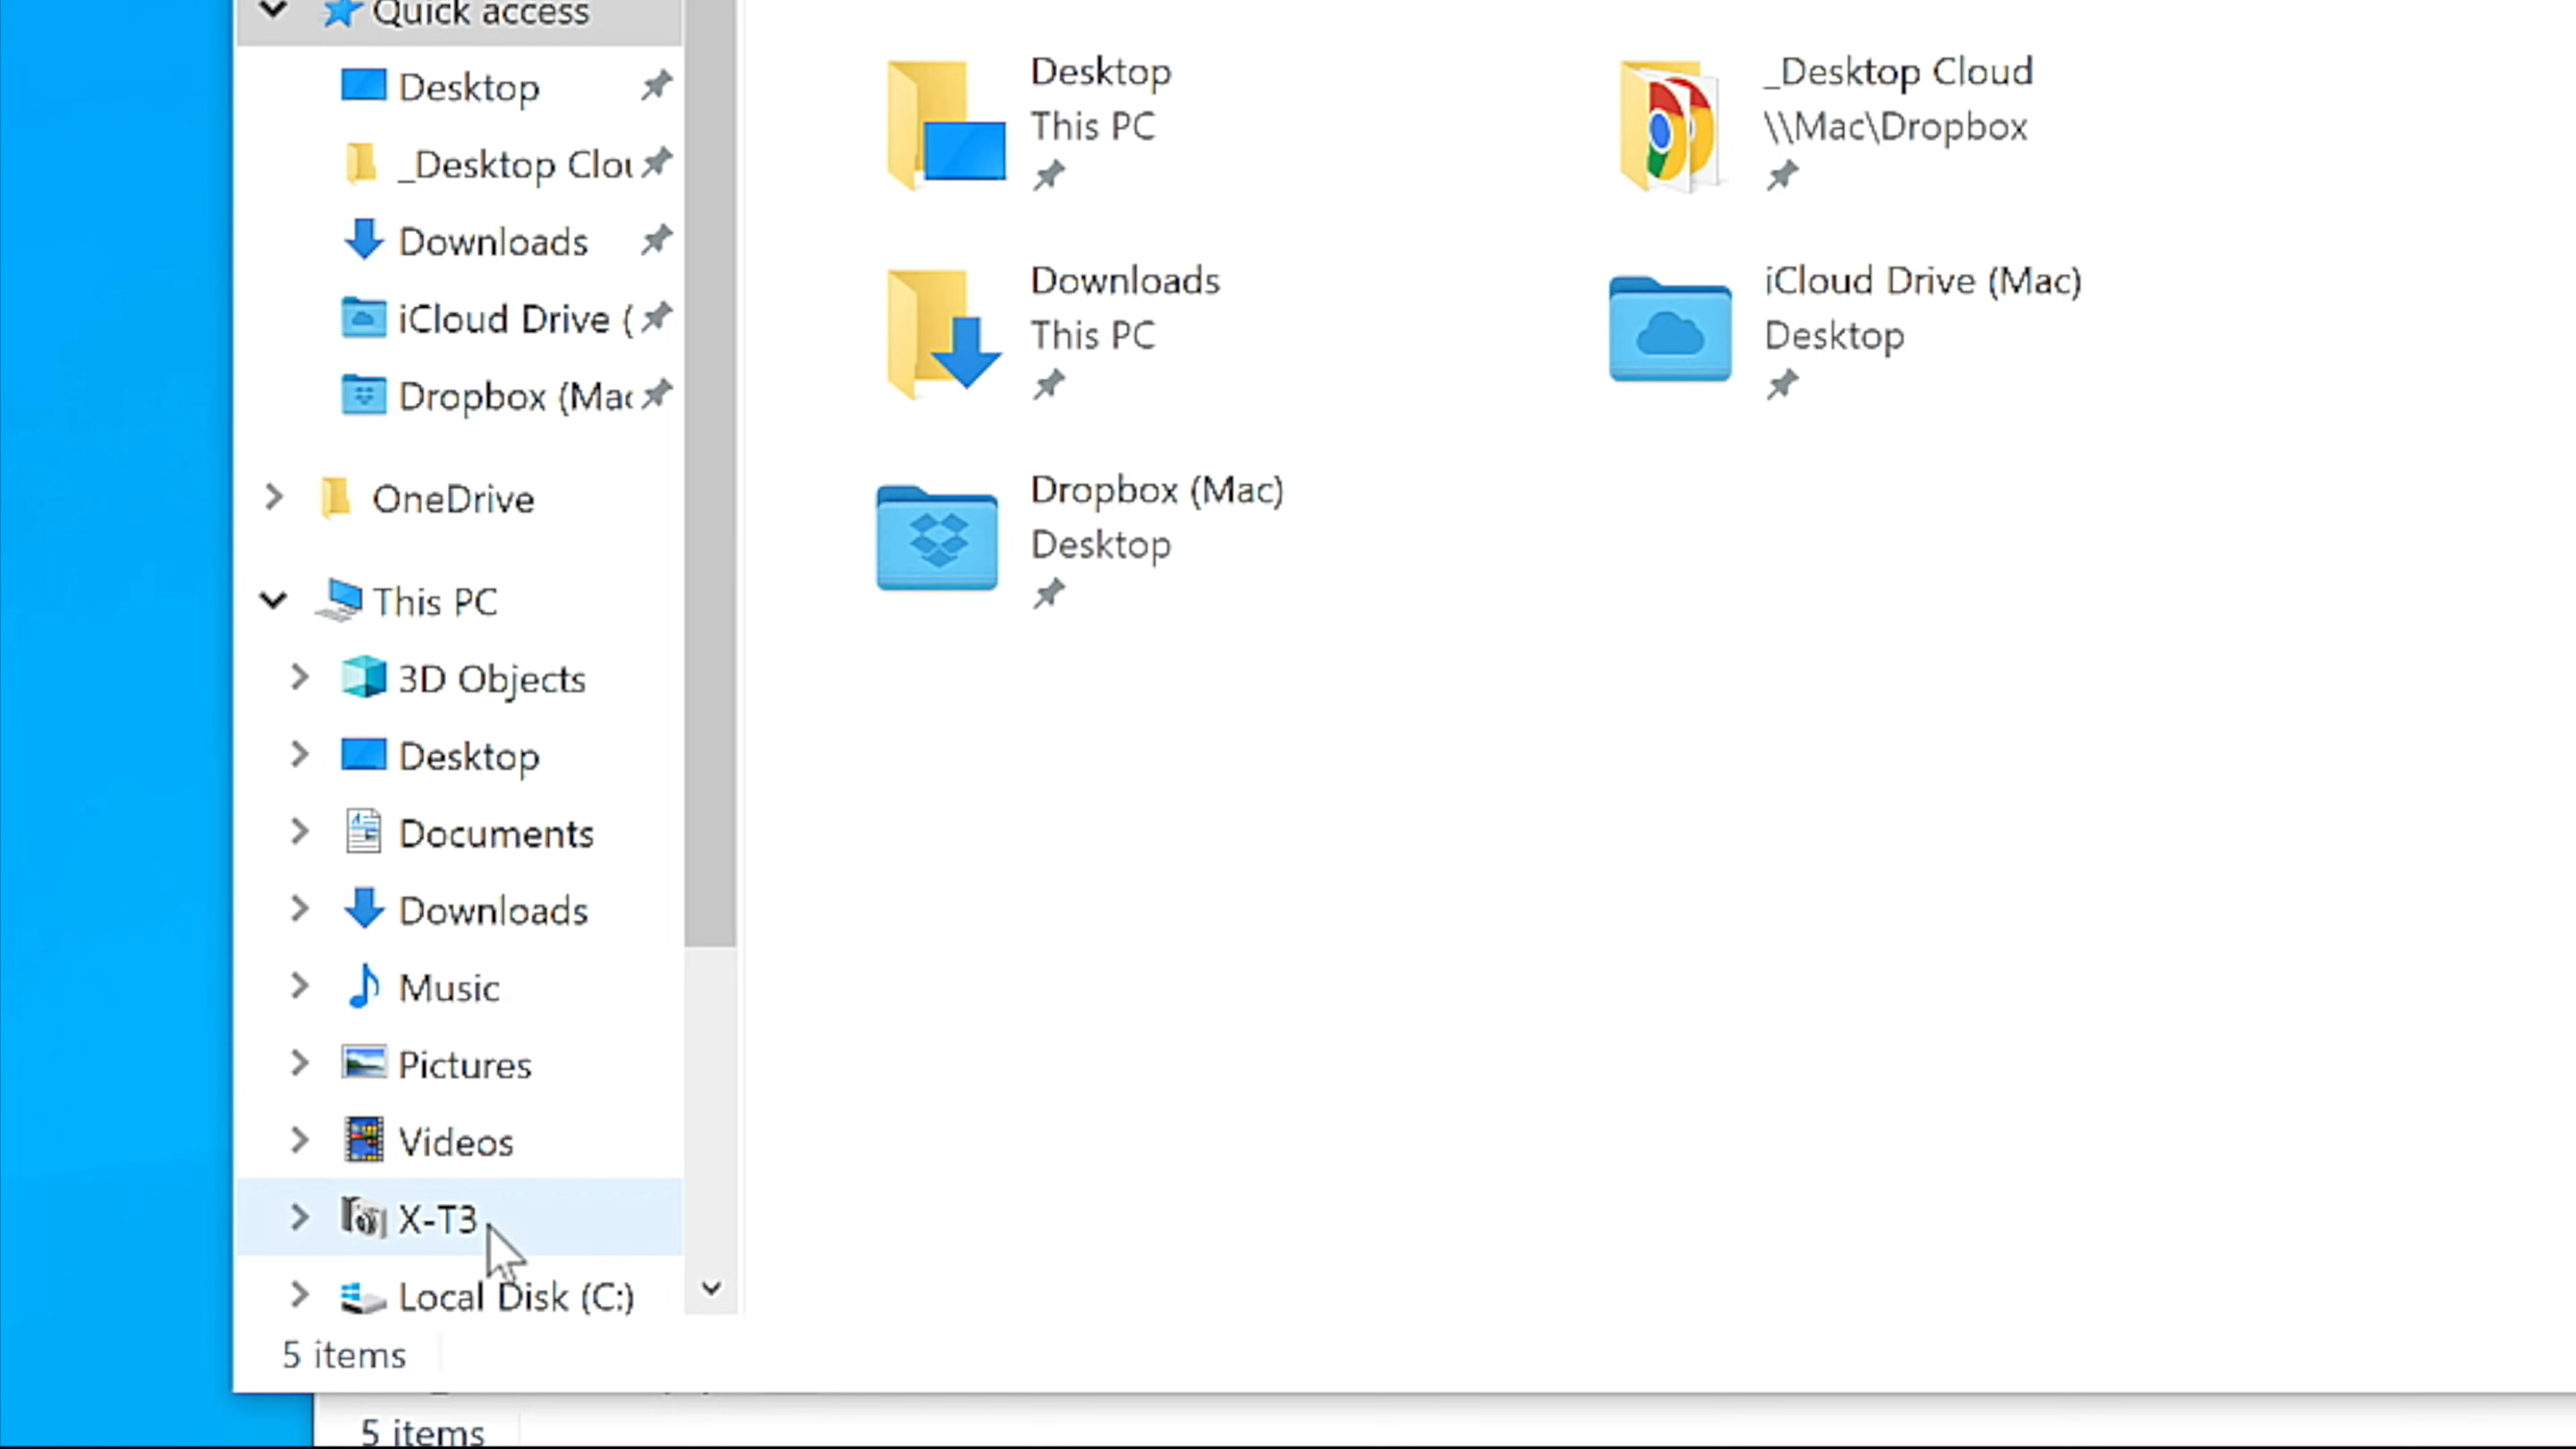 Quick access
Desktop
_Desktop Clou
Downloads
iCloud Drive (
Dropbox (Mac
OneDrive
This PC
3D Objects
Desktop
Documents
Downloads
Music
Pictures
Videos
X-T3
Local Disk (C:)
5 items
5 items
Desktop
This PC
_Desktop Cloud
\\Mac\Dropbox
Downloads
This PC
iCloud Drive (Mac)
Desktop
Dropbox (Mac)
Desktop